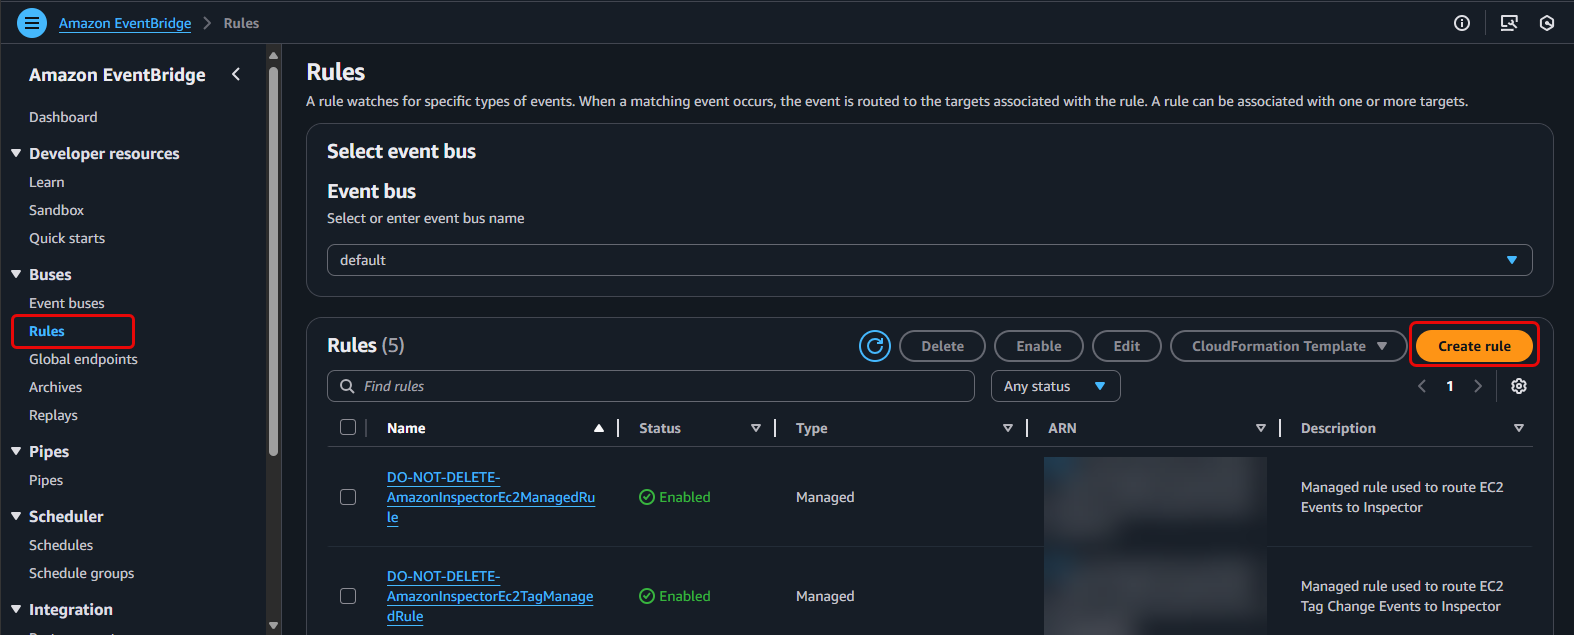 Amazon EventBridge > Rules
Amazon EventBridge
Dashboard
Developer resources
Learn
Sandbox
Quick starts
Buses
Event buses
Rules
Global endpoints
Archives
Replays
Pipes
Pipes
Scheduler
Schedules
Schedule groups
Integration
Rules
A rule watches for specific types of events. When a matching event occurs, the event is routed to the targets associated with the rule. A rule can be associated with one or more targets.
Select event bus
Event bus
Select or enter event bus name
default
Rules (5)
Delete
Enable
Edit
CloudFormation Template
Create rule
Find rules
Any status
1
Name
Status
Type
ARN
Description
DO-NOT-DELETE-
AmazonInspectorEc2ManagedRu
le
Enabled
Managed
Managed rule used to route EC2
Events to Inspector
DO-NOT-DELETE-
AmazonInspectorEc2TagManage
dRule
Enabled
Managed
Managed rule used to route EC2
Tag Change Events to Inspector